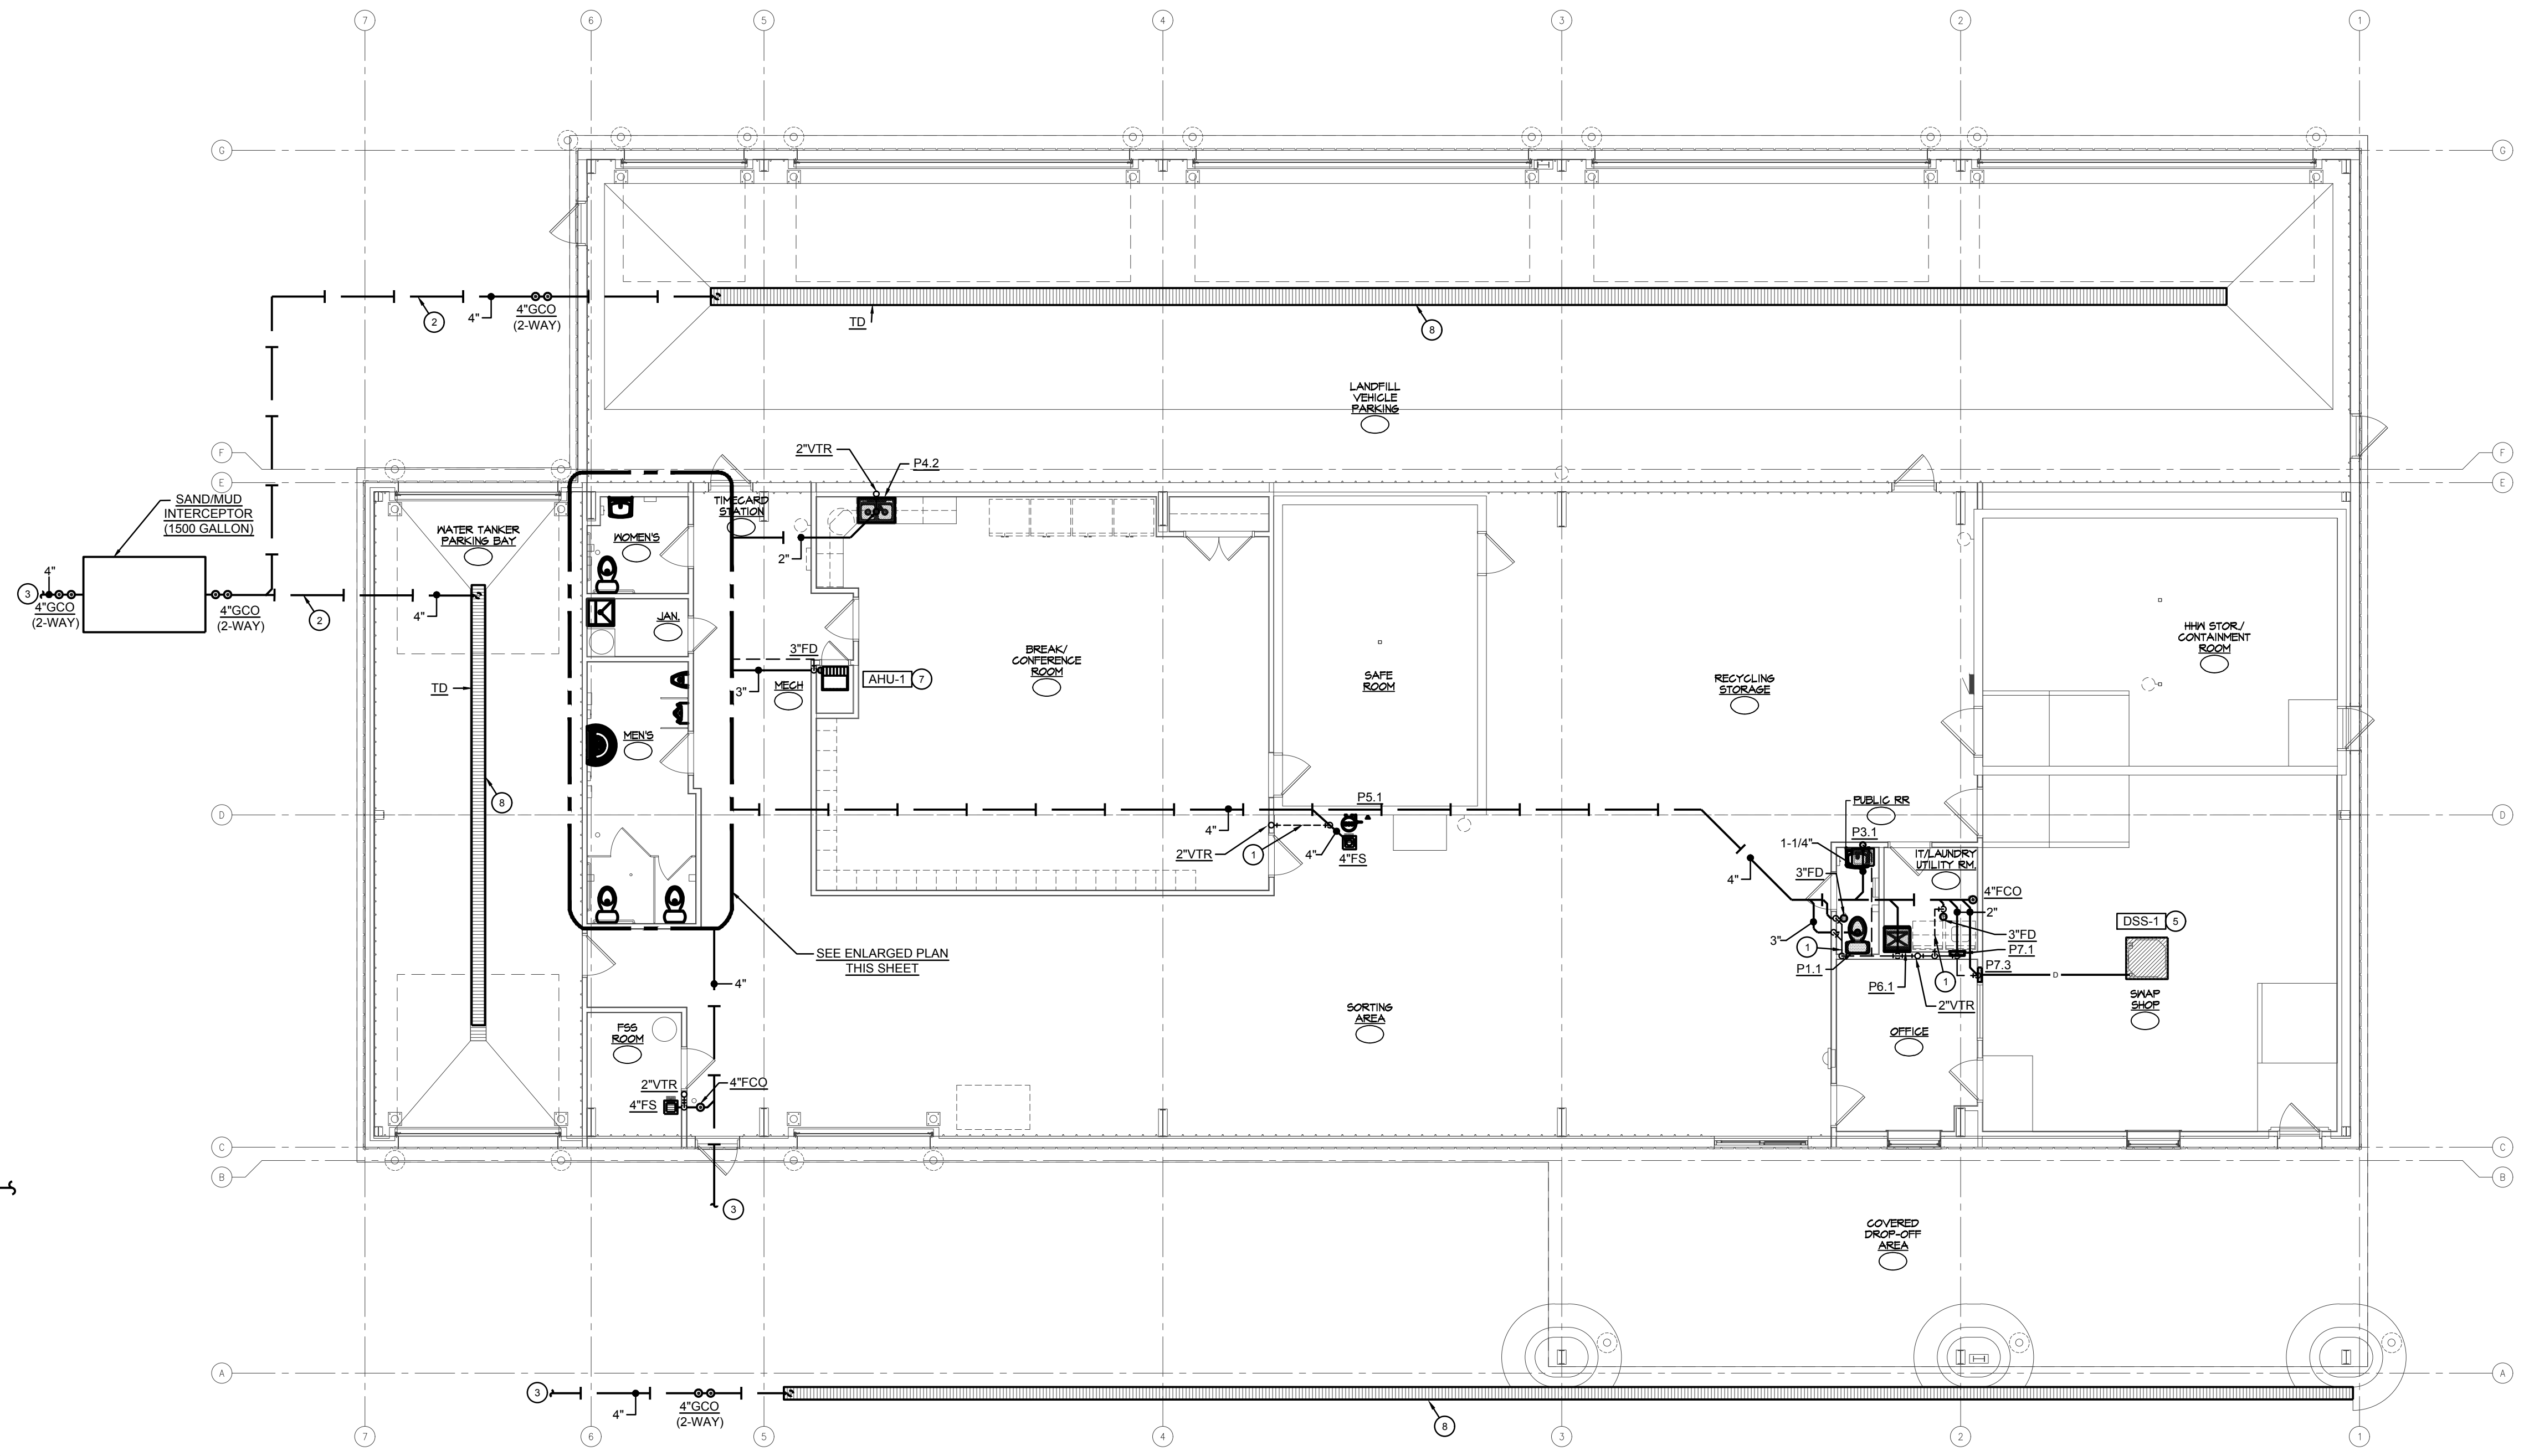 7
6
5
4
3
2
1
G
G
4"
4"GCO
(2-WAY)
2
TD
8
LANDFILL
VEHICLE
PARKING
F
F
E
E
2"VTR
P4.2
SAND/MUD
INTERCEPTOR
(1500 GALLON)
WATER TANKER
PARKING BAY
TIMECARD
STATION
WOMEN'S
2"
4"
3
4"GCO
(2-WAY)
4"GCO
(2-WAY)
2
4"
JAN.
3"FD
AHU-1
7
3"
MECH
BREAK/
CONFERENCE
ROOM
SAFE
ROOM
RECYCLING
STORAGE
HHW STOR./
CONTAINMENT
ROOM
TD
MEN'S
8
P5.1
PUBLIC RR
D
D
4"
2"VTR
1
4"
4"FS
P3.1
1-1/4"
IT/LAUNDRY
UTILITY RM.
4"
3"FD
4"FCO
2"
DSS-1
5
3"
3"FD
P7.1
1
P1.1
P7.3
D
1
P6.1
2"VTR
SWAP
SHOP
SEE ENLARGED PLAN
THIS SHEET
4"
FSS
ROOM
SORTING
AREA
OFFICE
2"VTR
4"FCO
4"FS
C
C
B
B
3
COVERED
DROP-OFF
AREA
A
A
3
4"
4"GCO
(2-WAY)
8
7
6
5
4
3
2
1